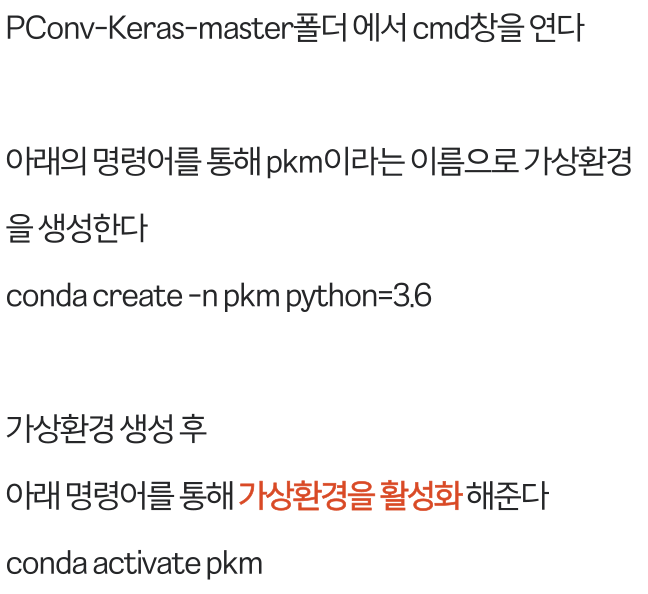 PConv-Keras-master폴더 에서 cmd창을 연다
아래의 명령어를 통해 pkm이라는 이름으로 가상환경
을 생성한다
conda create -n pkm python=3.6
가상환경 생성 후
아래 명령어를 통해 가상환경을 활성화 해준다
conda activate pkm